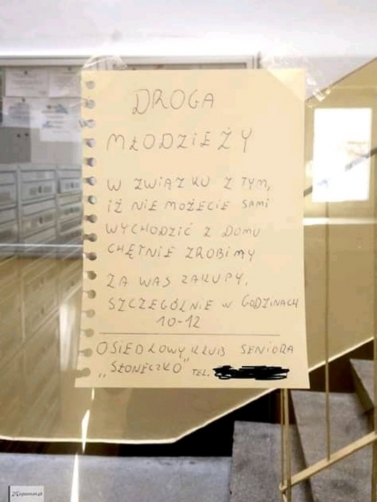 DROGA
MŁODZIEŻY
W ZWIĄZKU Z TYM,
IŻ NIE MOŻECIE SAMI
WYCHODZIĆ Z DOMU
CHĘTNIE ZROBIMY
ZA WAS ZAKUPY,
SZCZEGÓLNIE W GODZINACH
10-12
OSIEDLOWY KLUB SENIORA
"SŁONECZKO" TEL.